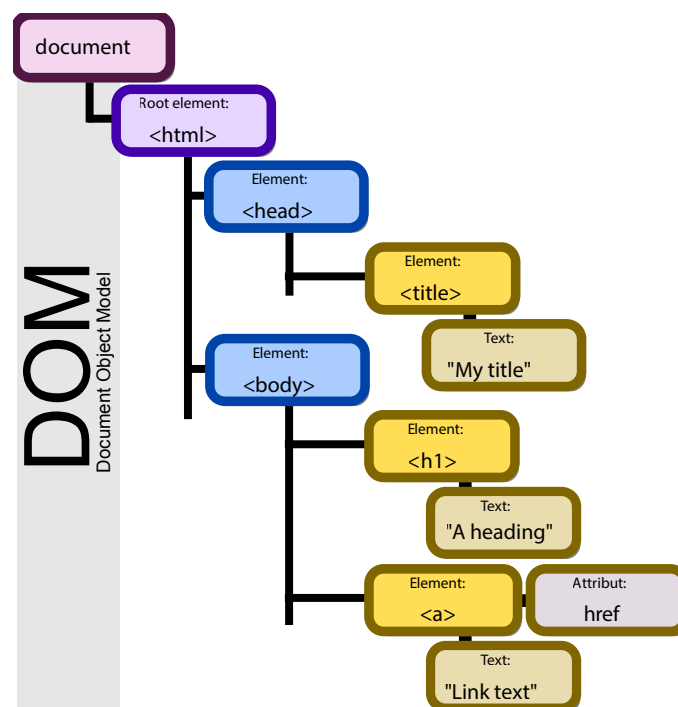 document
Root element:
<html>
Element:
<head>
Element:
<title>
Text:
"My title"
DOM
Document Object Model
Element:
<body>
Element:
<h1>
Text:
"A heading"
Element:
<a>
Attribut:
href
Text:
"Link text"